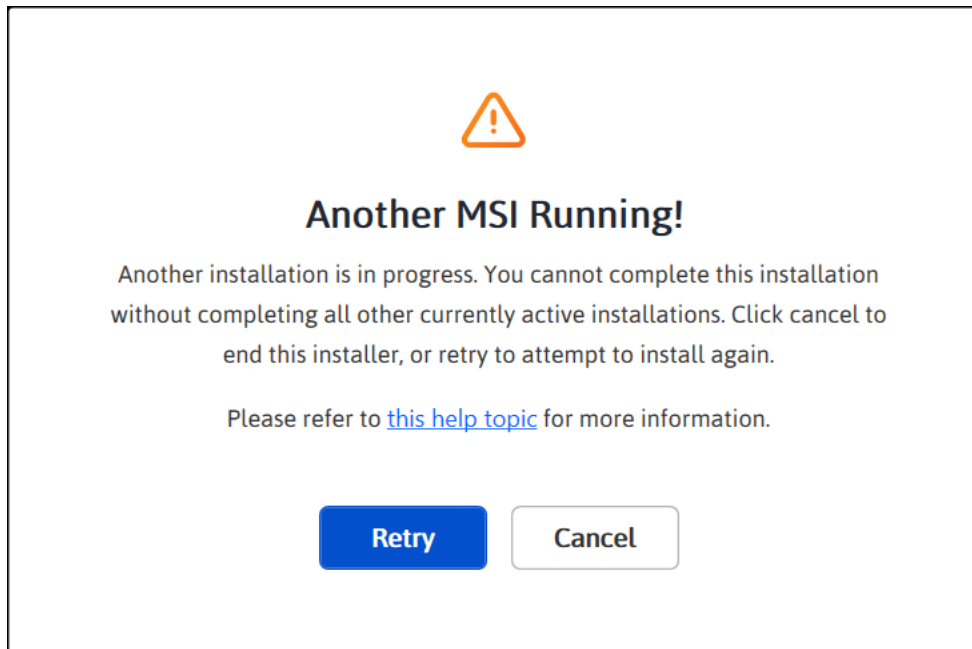 Another MSI Running!
Another installation is in progress. You cannot complete this installation
without completing all other currently active installations. Click cancel to
end this installer, or retry to attempt to install again.
Please refer to this help topic for more information.
Retry
Cancel